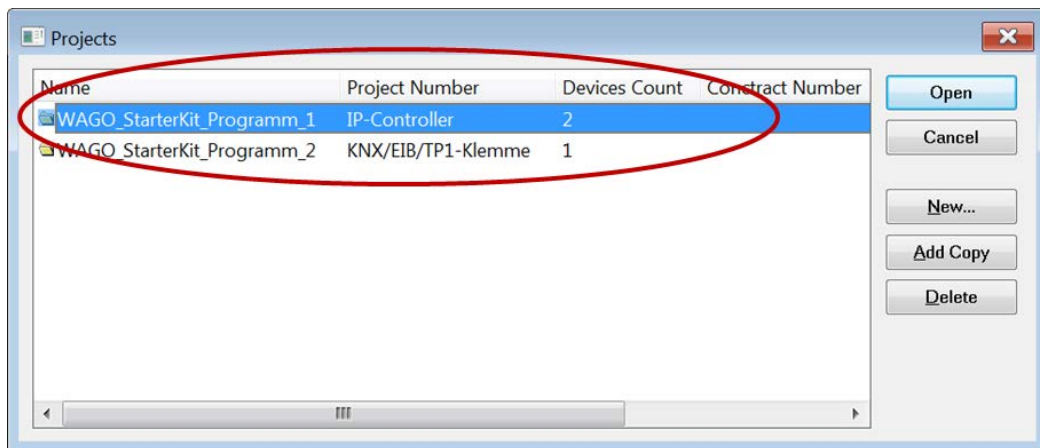 Projects
Name Project Number Devices Count Constract Number
WAGO_StarterKit_Programm_1 IP-Controller 2
WAGO_StarterKit_Programm_2 KNX/EIB/TP1-Klemme 1
Open
Cancel
New...
Add Copy
Delete